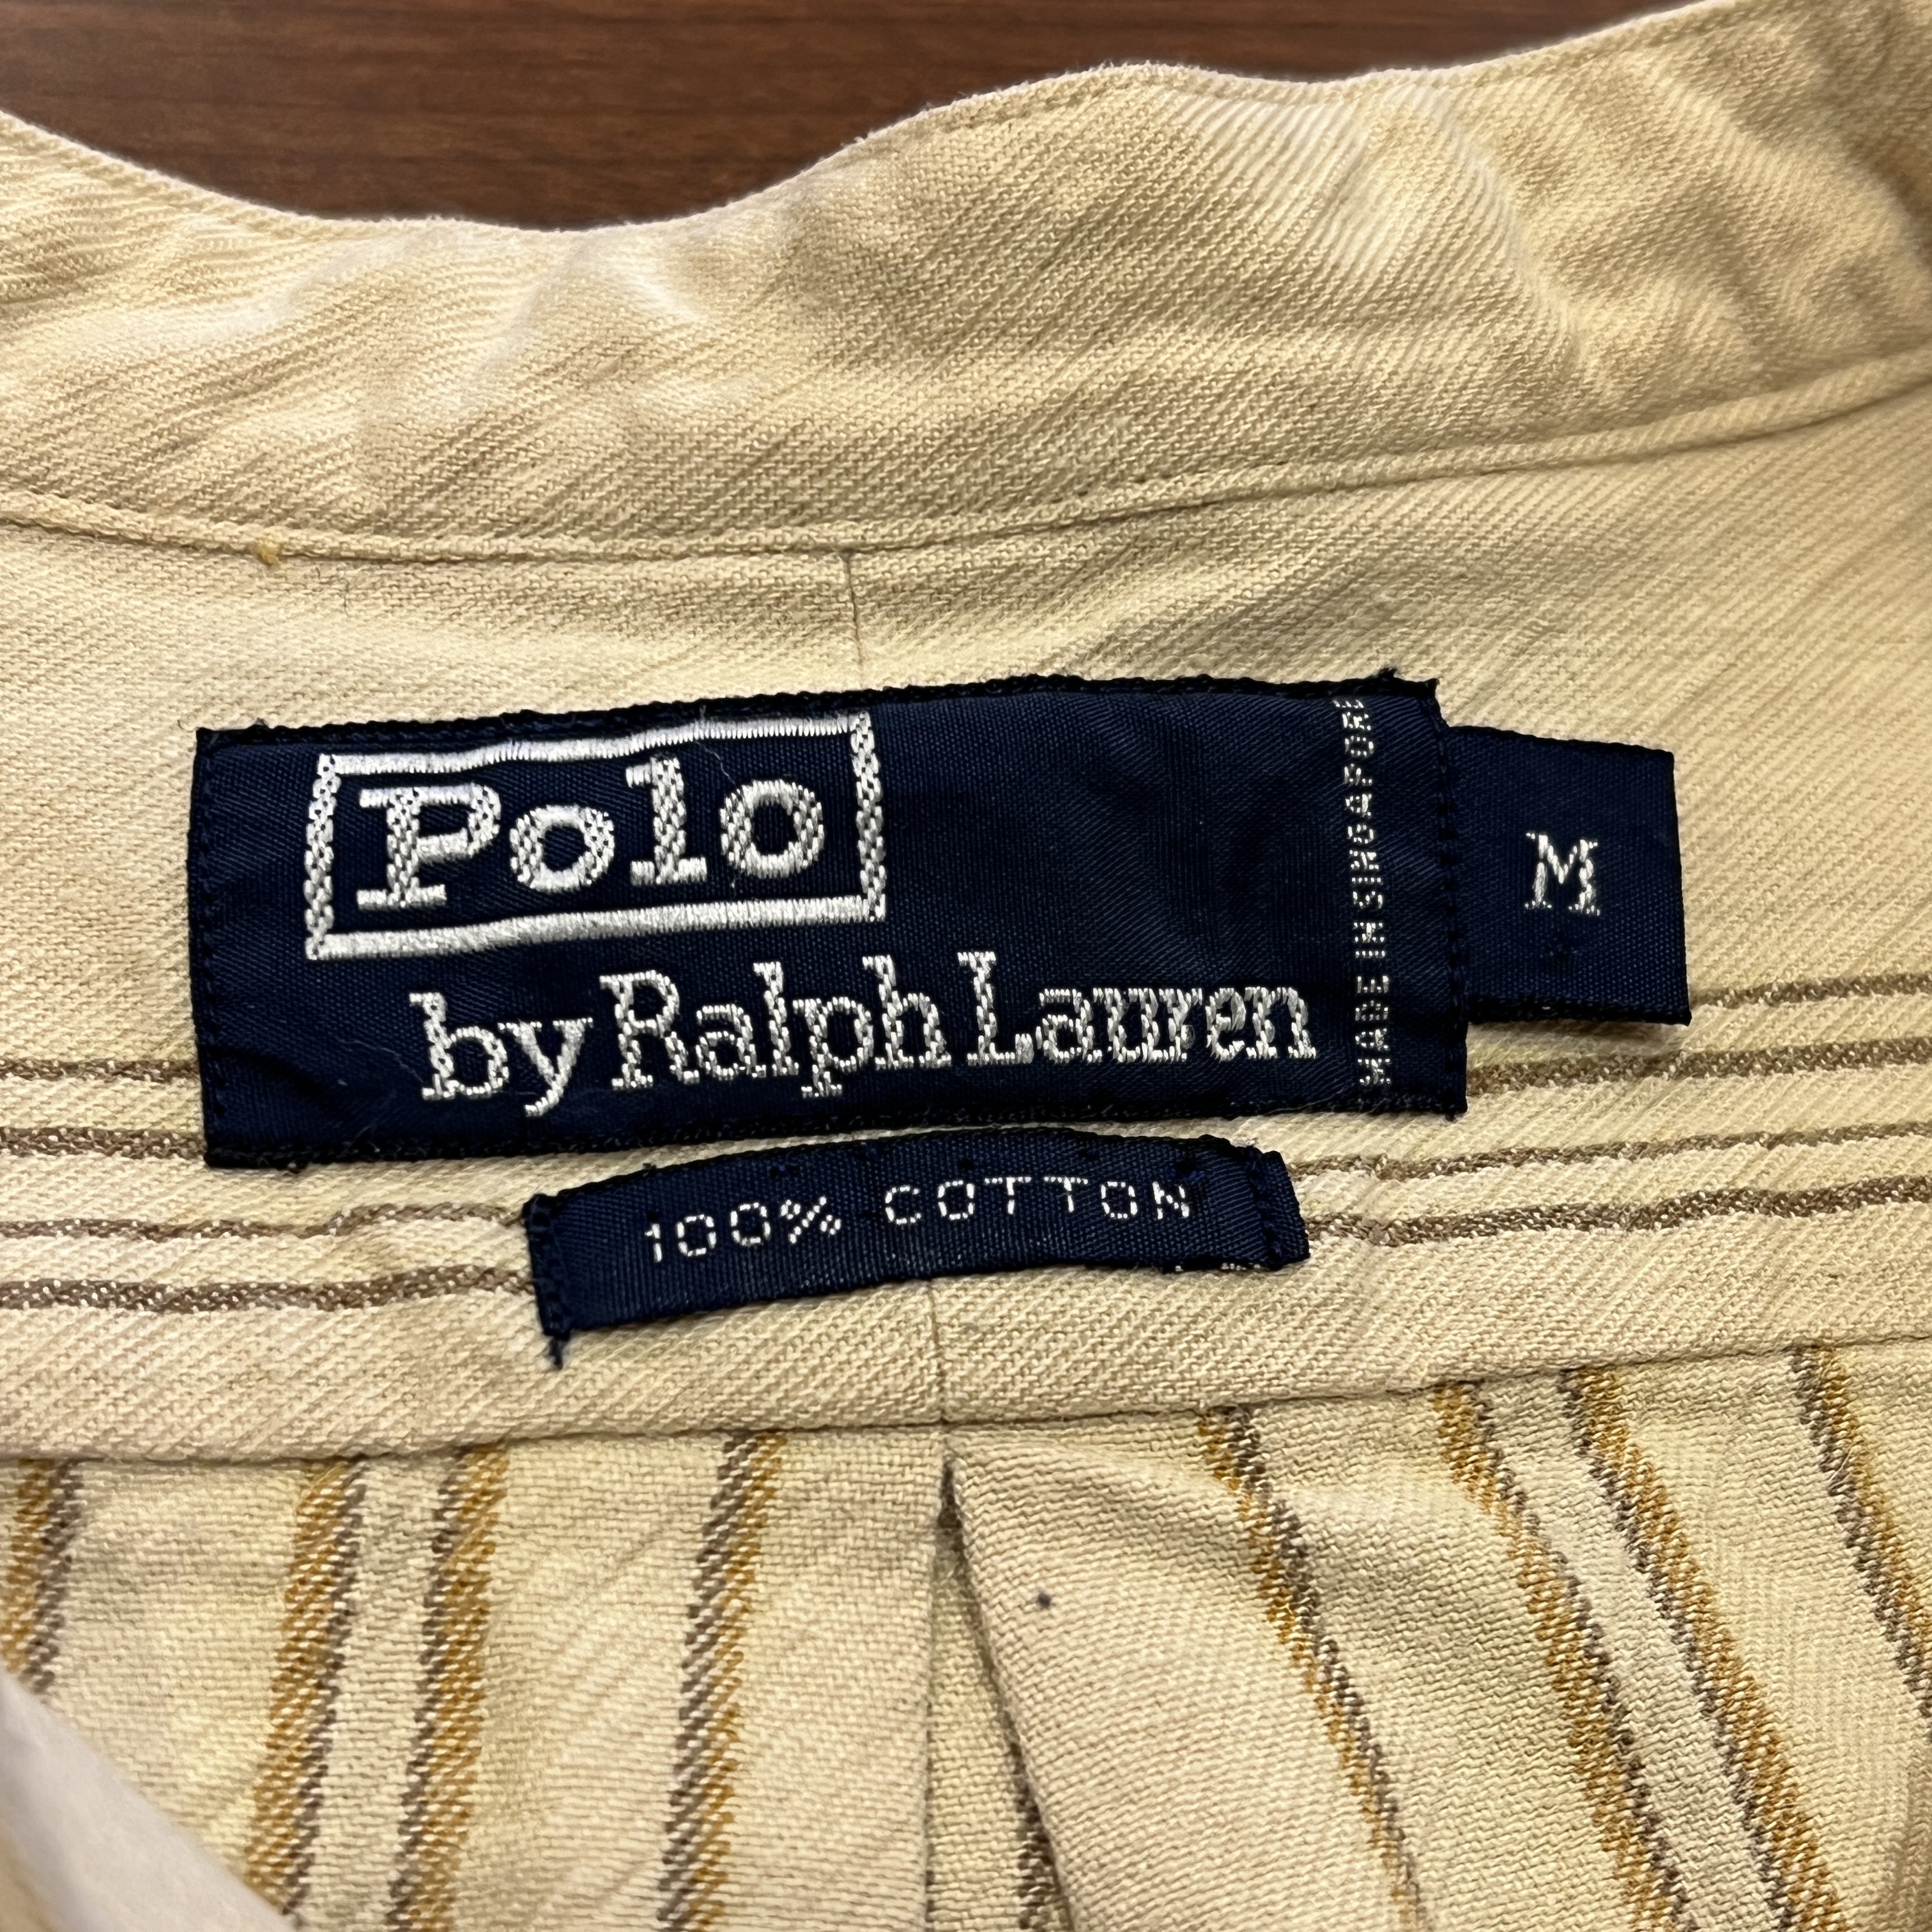 Polo
by Ralph Lauren
MADE IN SINGAPORE
M
100% COTTON